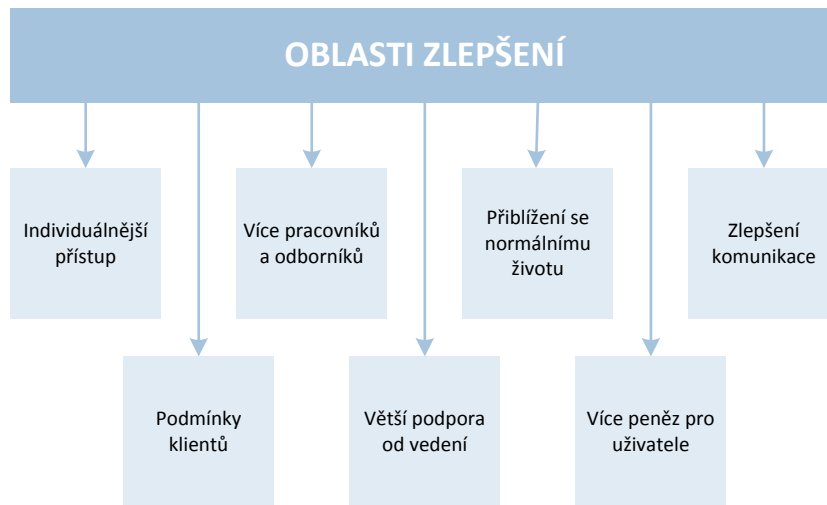 OBLASTI ZLEPŠENÍ
Individuálnější
přístup
Více pracovníků
a odborníků
Přiblížení se
normálnímu
životu
Zlepšení
komunikace
Podmínky
klientů
Větší podpora
od vedení
Více peněz pro
uživatele